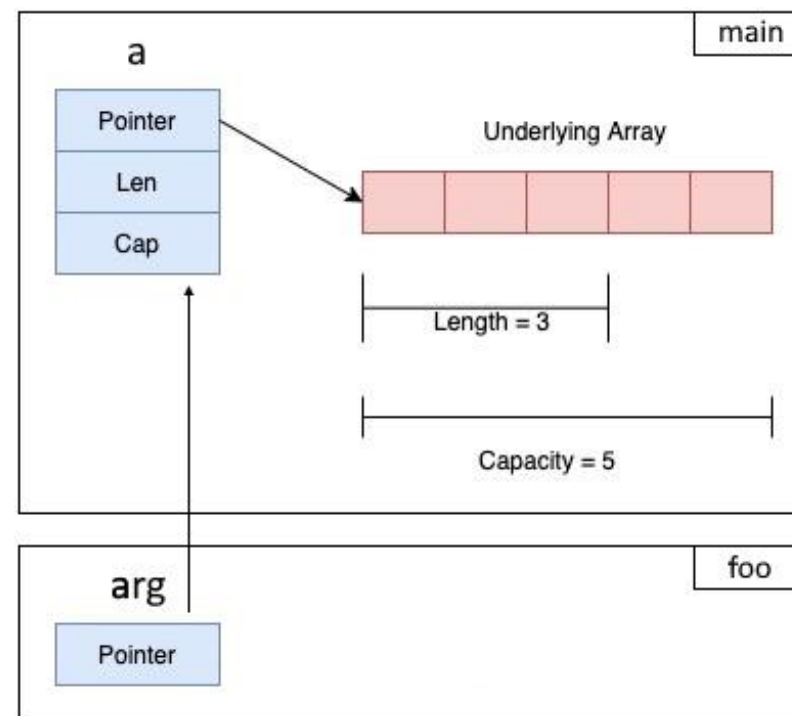 main
a
Pointer
Underlying Array
Len
Cap
Length = 3
Capacity = 5
foo
arg
Pointer